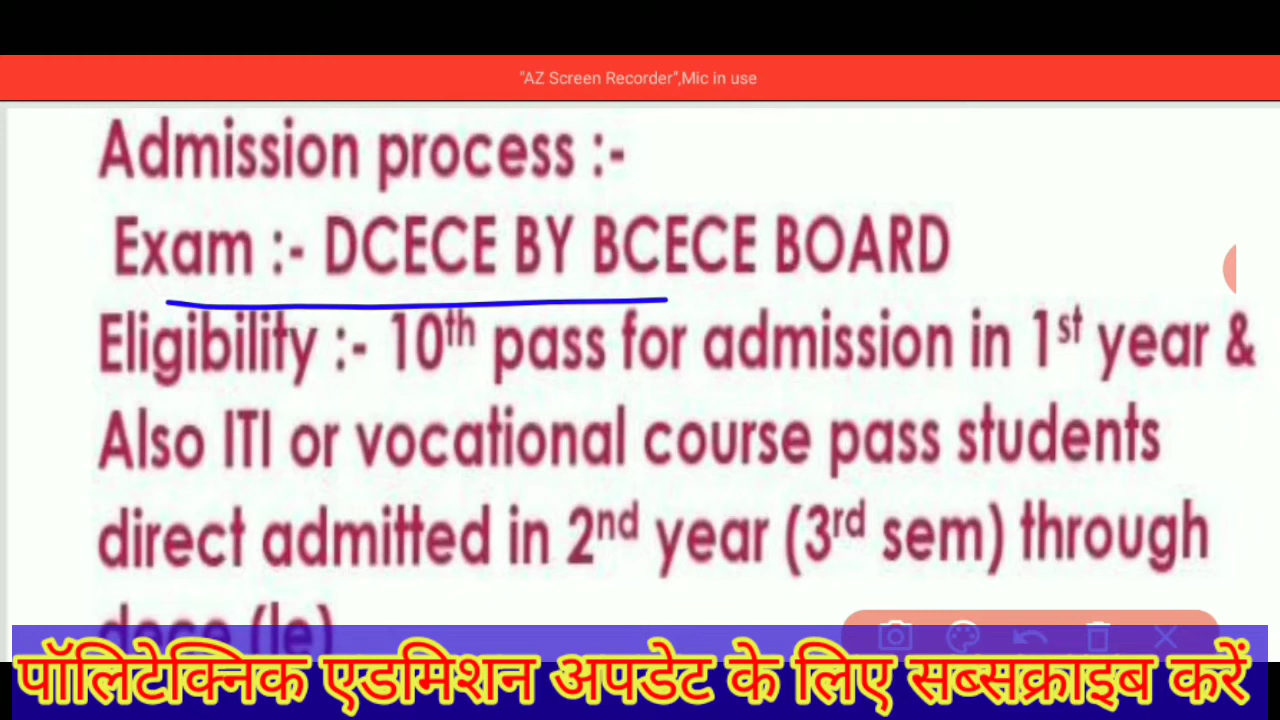 "AZ Screen Recorder",Mic in use
Admission process :-
Exam :- DCECE BY BCECE BOARD
Eligibility :- 10th pass for admission in 1st year &
Also ITI or vocational course pass students
direct admitted in 2nd year (3rd sem) through
(le)
पॉलिटेक्निक एडमिशन अपडेट के लिए सब्सक्राइब करें